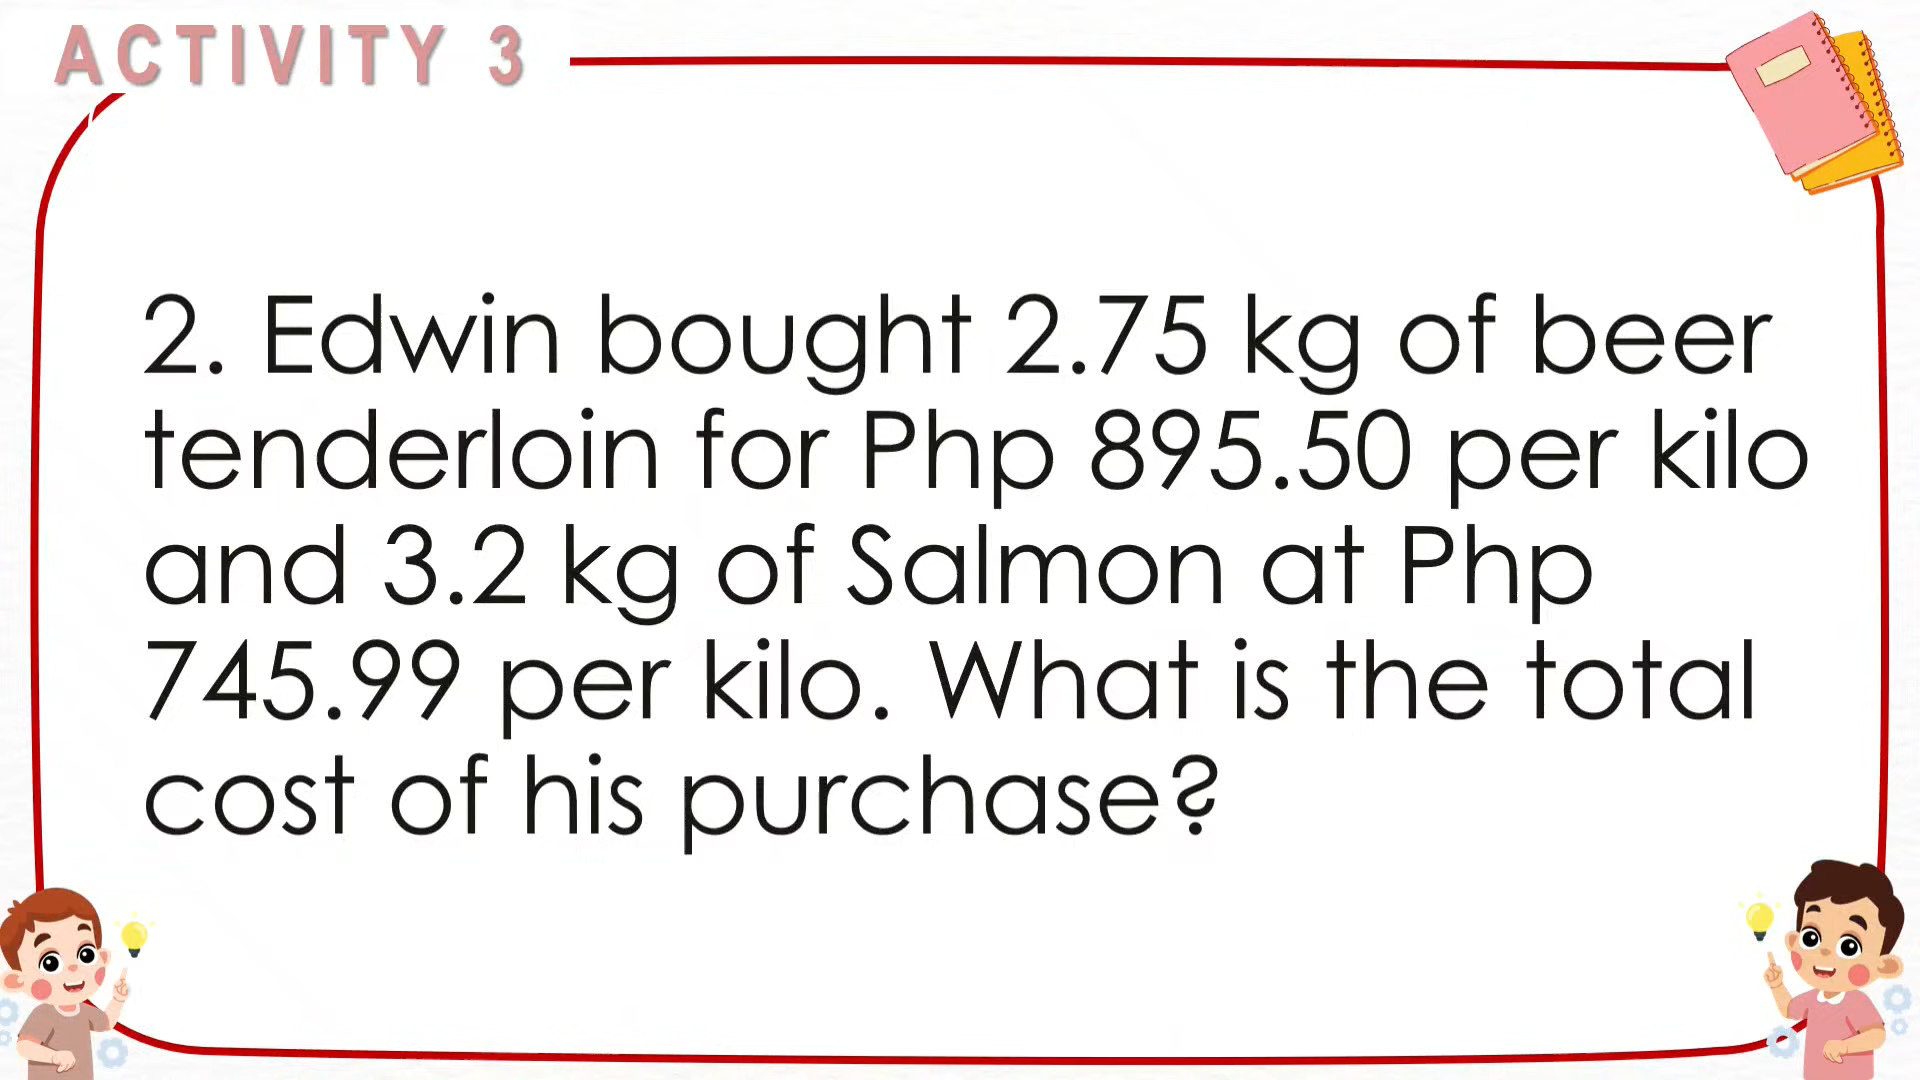 ACTIVITY 3
2. Edwin bought 2.75 kg of beer
tenderloin for Php 895.50 per kilo
and 3.2 kg of Salmon at Php
745.99 per kilo. What is the total
cost of his purchase?